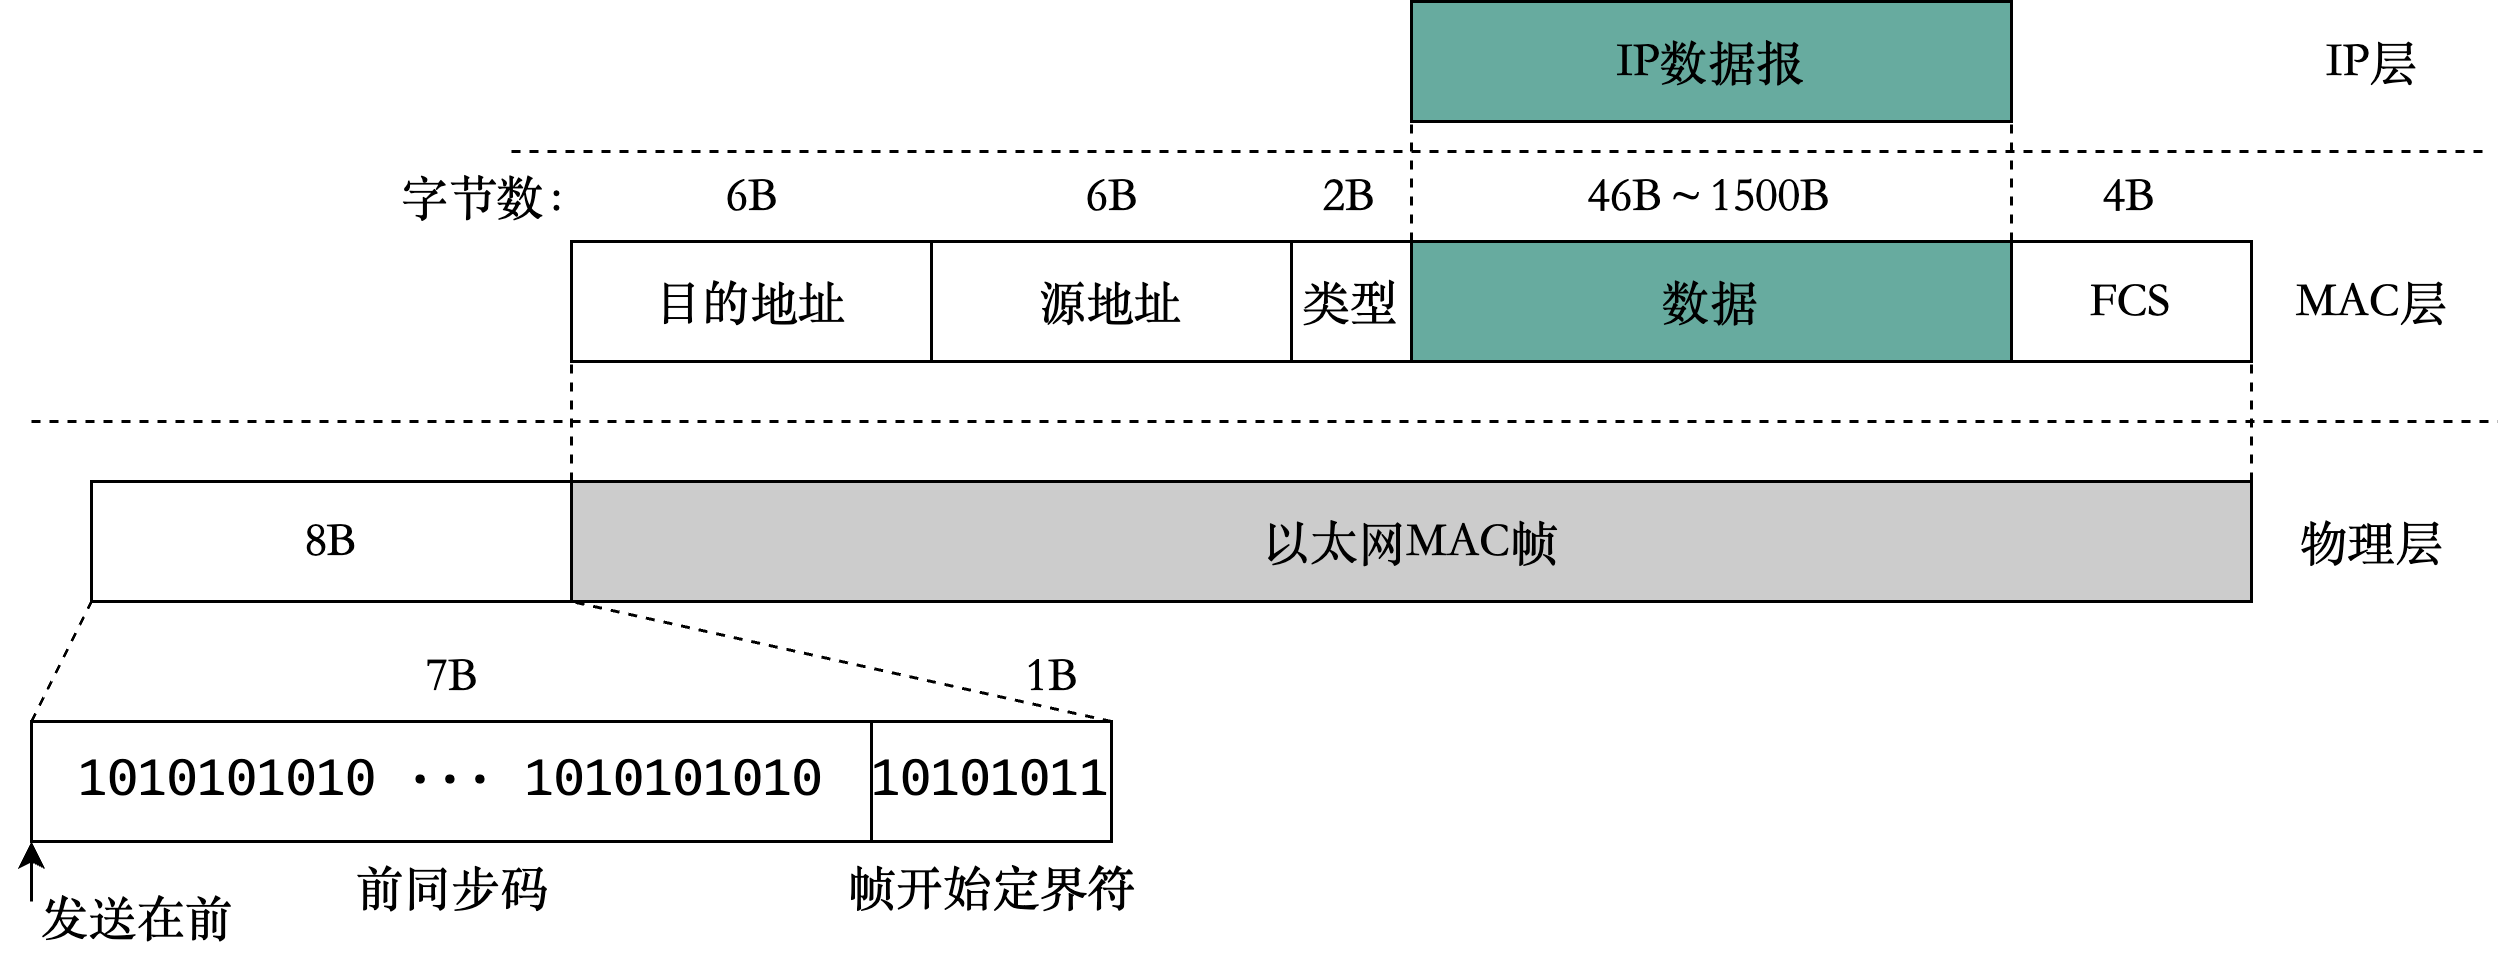 IP数据报 IP层
字节数: 6B 6B 2B 46B ~ 1500B 4B
目的地址 源地址 类型 数据 FCS MAC层
8B 以太网MAC帧 物理层
7B 1B
1010101010 ··· 1010101010 10101011
前同步码 帧开始定界符
发送在前